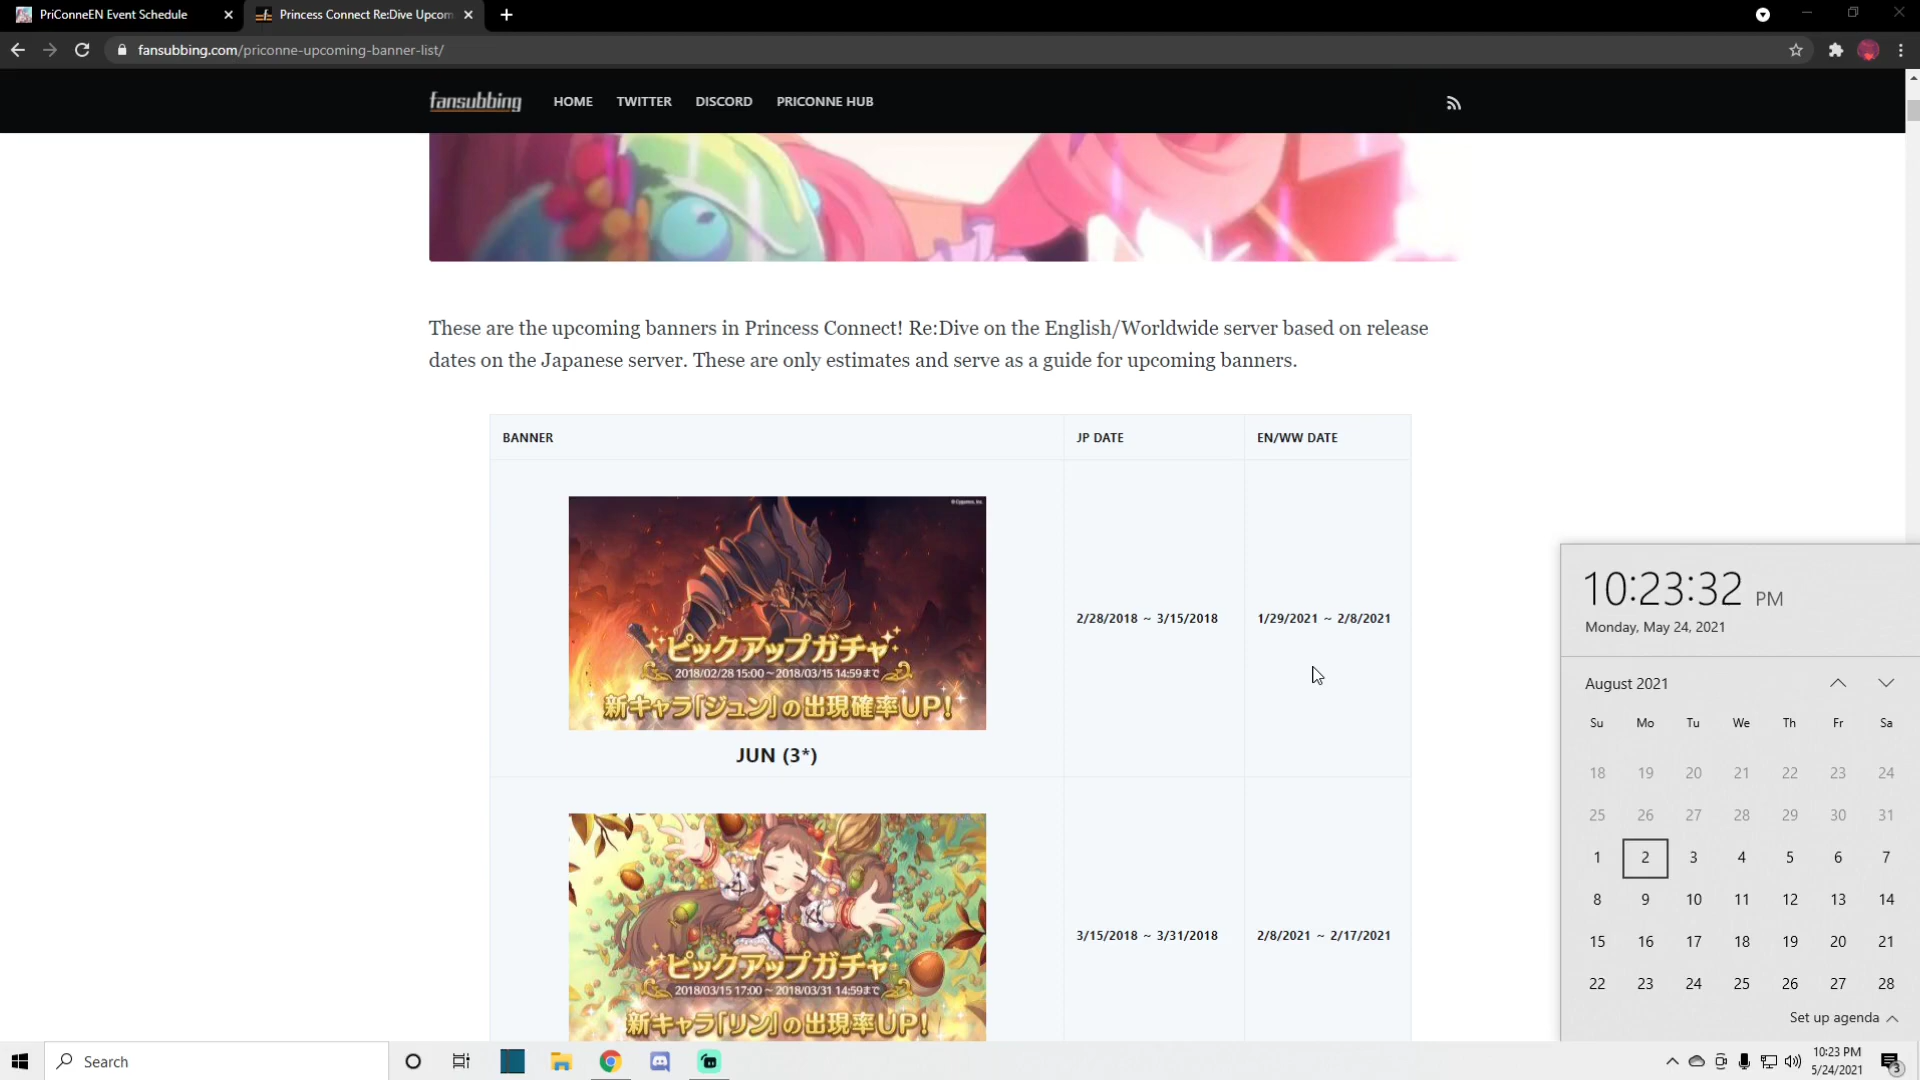 PriConneEN Event Schedule
Princess Connect Re:Dive Upcom
fansubbing.com/priconne-upcoming-banner-list/
fansubbing
HOME
TWITTER
DISCORD
PRICONNE HUB
These are the upcoming banners in Princess Connect! Re:Dive on the English/Worldwide server based on release
dates on the Japanese server. These are only estimates and serve as a guide for upcoming banners.
BANNER
JP DATE
EN/WW DATE
© Cygames, Inc.
ピックアップガチャ
2018/02/28 15:00～2018/03/15 14:59まで
新キャラ「ジュン」の出現確率UP!
JUN (3*)
2/28/2018 ~ 3/15/2018
1/29/2021 ~ 2/8/2021
ピックアップガチャ
2018/03/15 17:00～2018/03/31 14:59まで
新キャラ「リン」の出現確率UP!
3/15/2018 ~ 3/31/2018
2/8/2021 ~ 2/17/2021
10:23:32 PM
Monday, May 24, 2021
August 2021
Su Mo Tu We Th Fr Sa
18 19 20 21 22 23 24
25 26 27 28 29 30 31
1 2 3 4 5 6 7
8 9 10 11 12 13 14
15 16 17 18 19 20 21
22 23 24 25 26 27 28
Set up agenda
Search
10:23 PM
5/24/2021
3